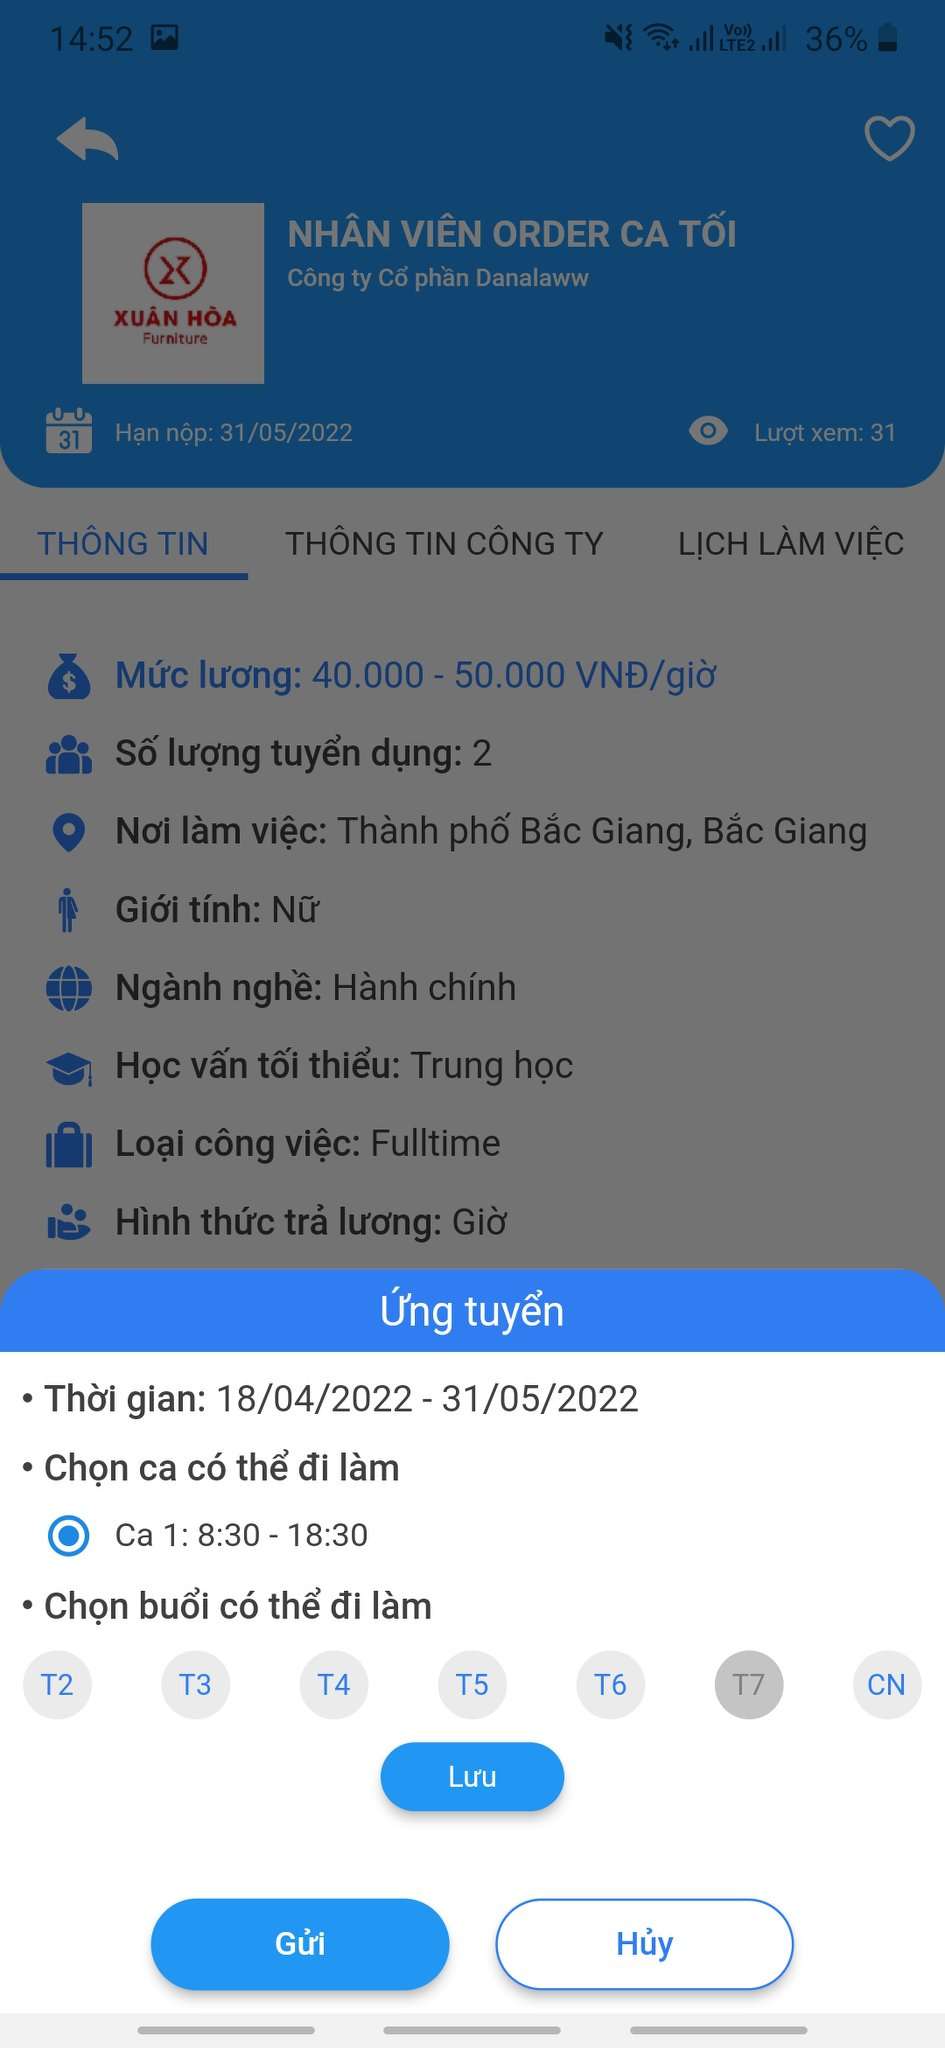 14:52
Vo)) LTE2 36%
NHÂN VIÊN ORDER CA TỐI
Công ty Cổ phần Danalaww
XUÂN HÒA
Furniture
31 Hạn nộp: 31/05/2022 Lượt xem: 31
THÔNG TIN THÔNG TIN CÔNG TY LỊCH LÀM VIỆC
Mức lương: 40.000 - 50.000 VNĐ/giờ
Số lượng tuyển dụng: 2
Nơi làm việc: Thành phố Bắc Giang, Bắc Giang
Giới tính: Nữ
Ngành nghề: Hành chính
Học vấn tối thiểu: Trung học
Loại công việc: Fulltime
Hình thức trả lương: Giờ
Ứng tuyển
• Thời gian: 18/04/2022 - 31/05/2022
• Chọn ca có thể đi làm
Ca 1: 8:30 - 18:30
• Chọn buổi có thể đi làm
T2 T3 T4 T5 T6 T7 CN
Lưu
Gửi Hủy